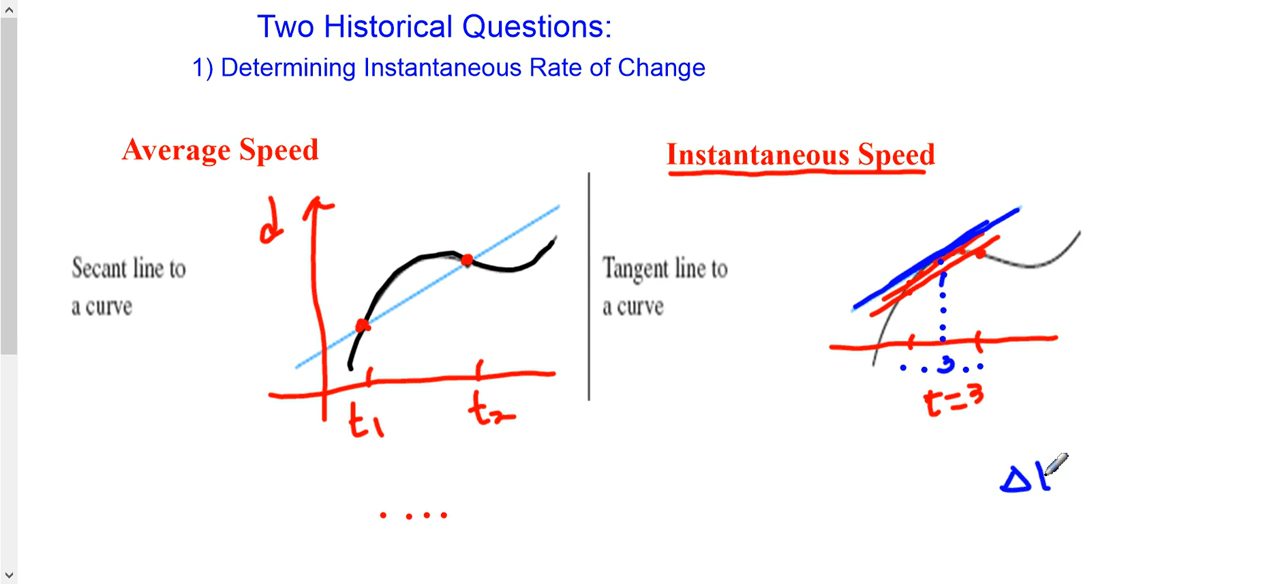 Two Historical Questions:
1) Determining Instantaneous Rate of Change
Average Speed
d
Secant line to
a curve
t1
t2
Instantaneous Speed
Tangent line to
a curve
3
t=3
Δ